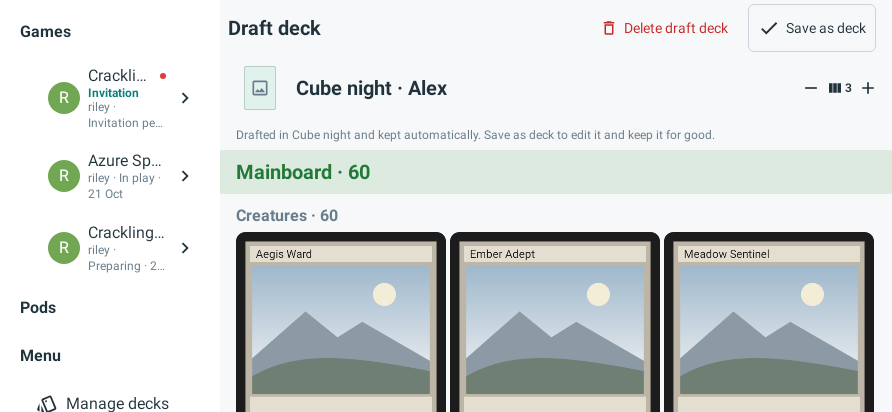 Games
Crackli...
Invitation
riley ·
Invitation pe...
R
Azure Sp...
riley · In play ·
21 Oct
R
Crackling...
riley ·
Preparing · 2...
R
Pods
Menu
Manage decks
Draft deck
Delete draft deck
Save as deck
Cube night · Alex
3
Drafted in Cube night and kept automatically. Save as deck to edit it and keep it for good.
Mainboard · 60
Creatures · 60
Aegis Ward
Ember Adept
Meadow Sentinel